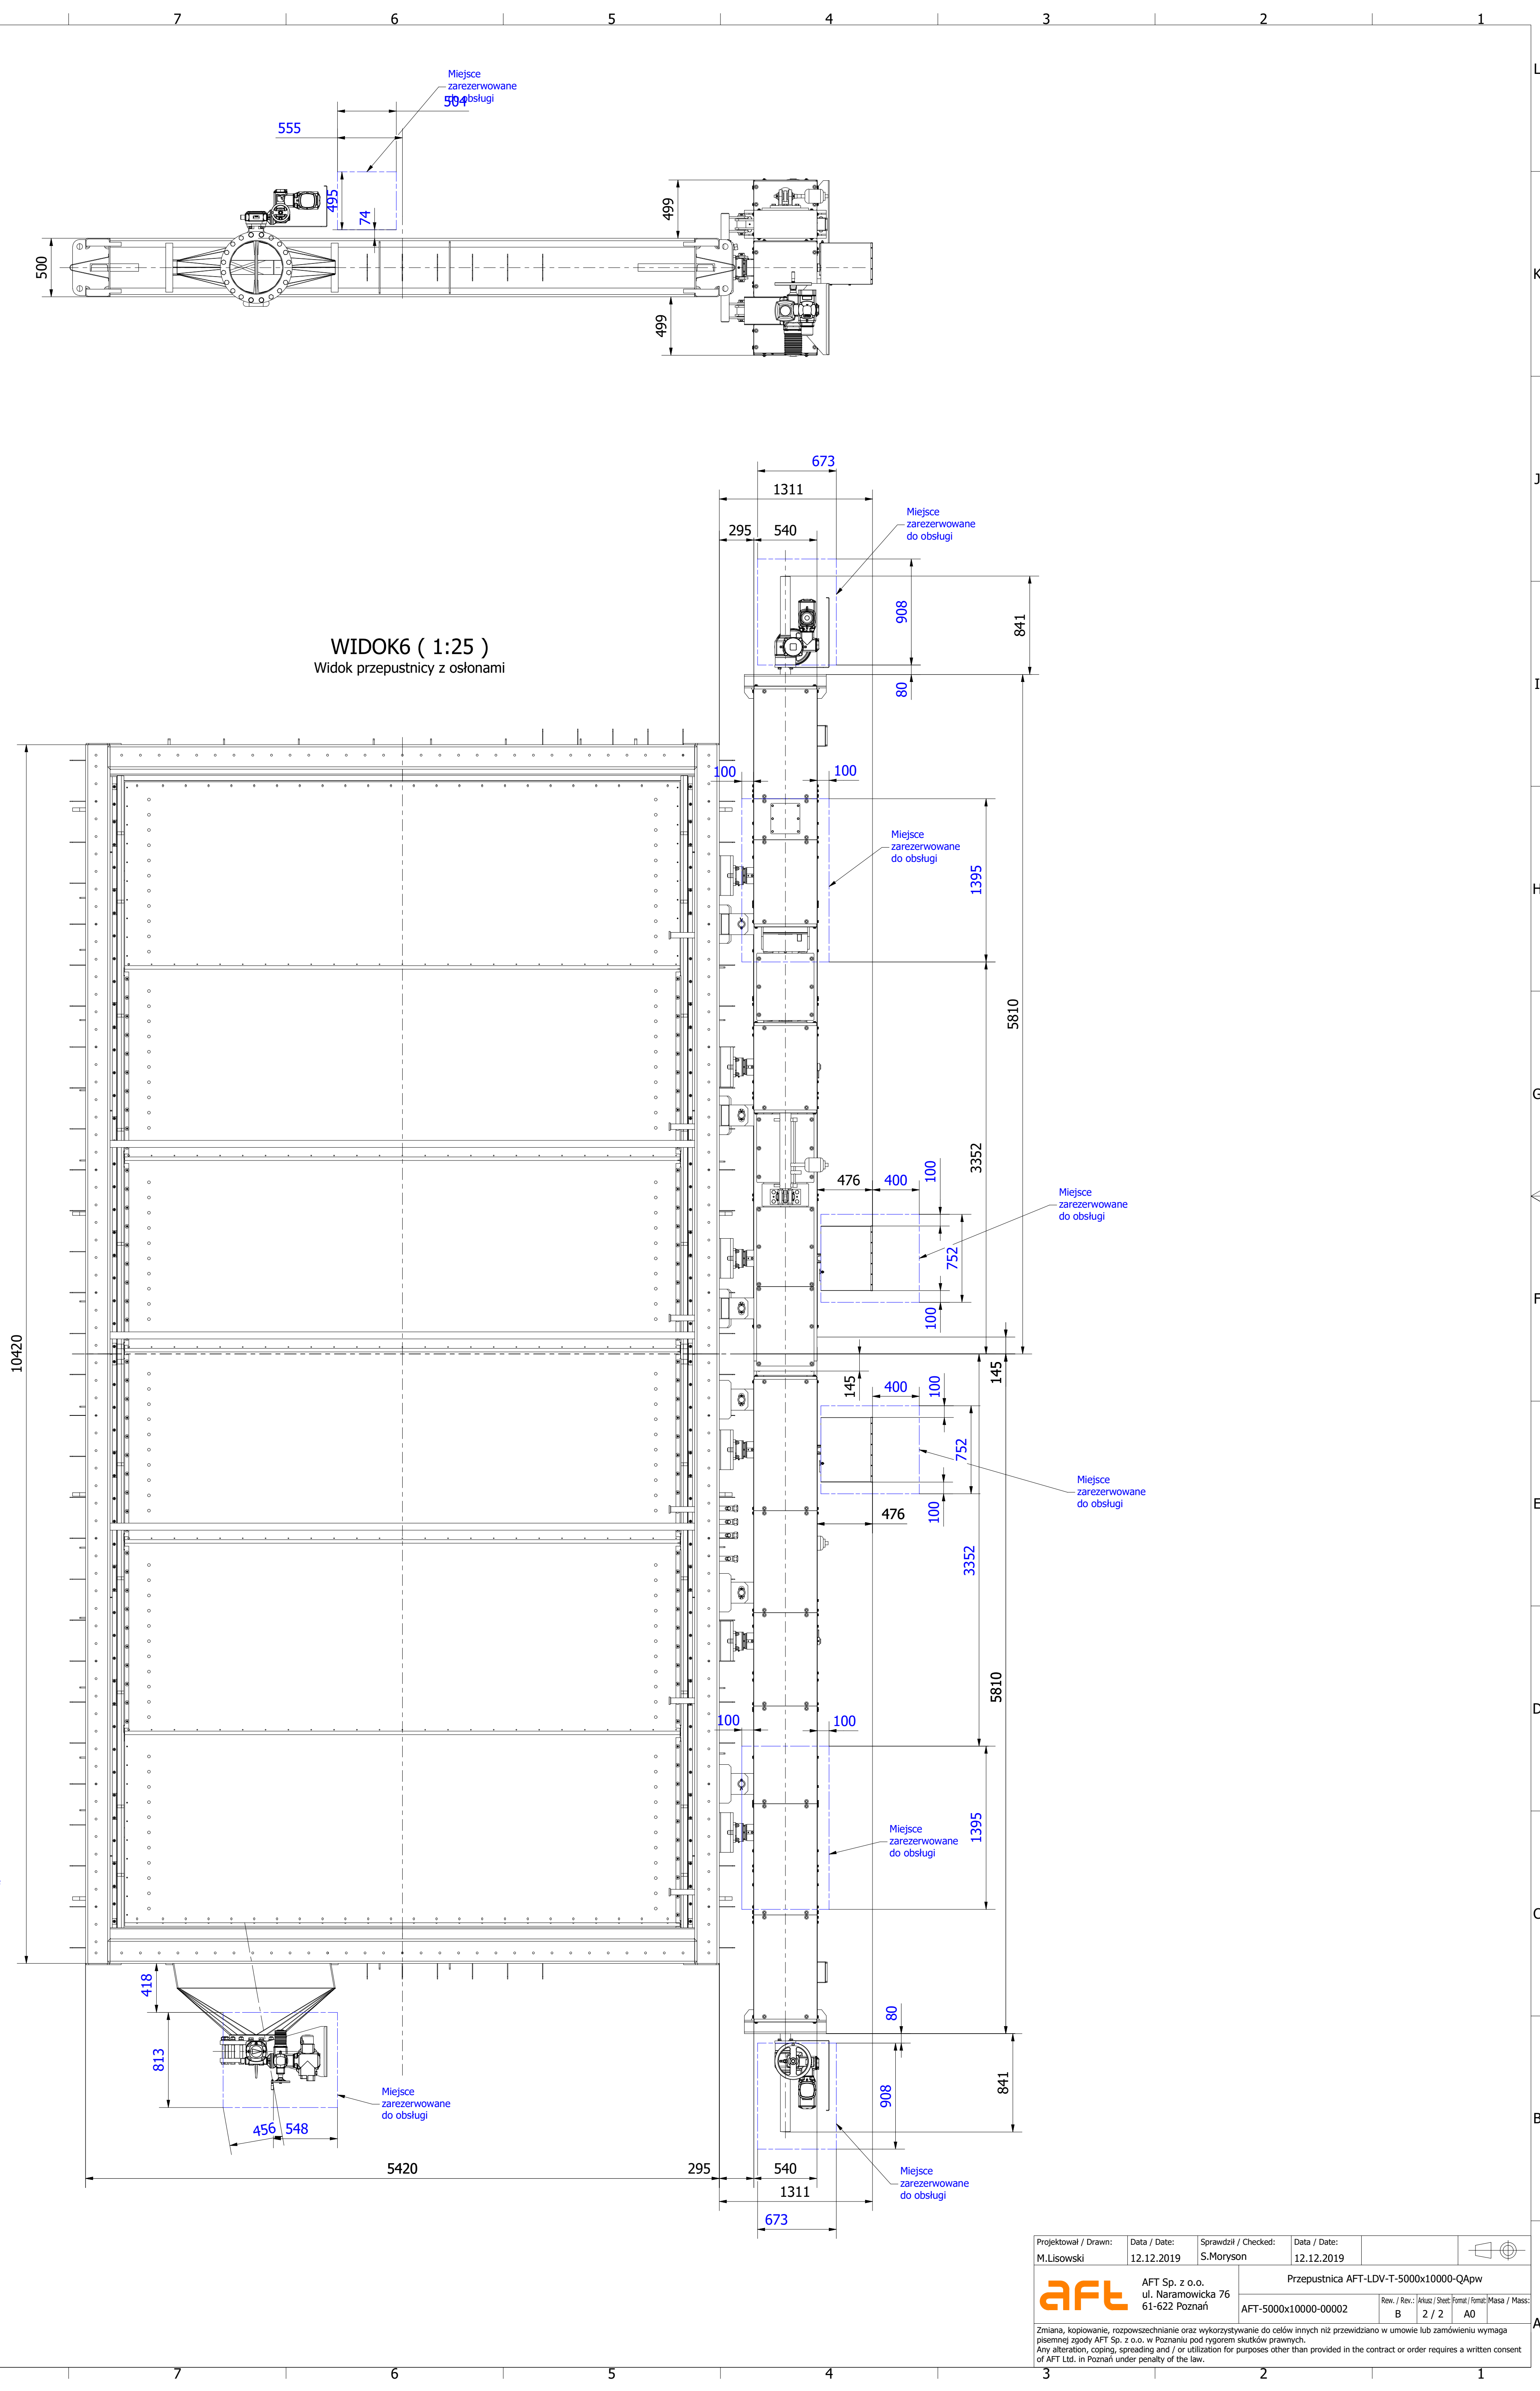 7 6 5 4 3 2 1
L
Miejsce
zarezerwowane
do obsługi
504
555
495
74
499
500
K
499
673
J
1311
Miejsce
zarezerwowane
do obsługi
295 540
908
841
WIDOK6 ( 1:25 )
Widok przepustnicy z osłonami
80
I
100 100
Miejsce
zarezerwowane
do obsługi
1395
H
5810
G
3352
476 400 100
Miejsce
zarezerwowane
do obsługi
752
F
100
10420
145
145
400 100
752
Miejsce
zarezerwowane
do obsługi
E
476
100
3352
5810
D
100 100
1395
Miejsce
zarezerwowane
do obsługi
C
418
80
813
841
908
Miejsce
zarezerwowane
do obsługi
B
456 548
5420 295 540
Miejsce
zarezerwowane
do obsługi
1311
673
Projektował / Drawn: Data / Date: Sprawdził / Checked: Data / Date:
M.Lisowski 12.12.2019 S.Moryson 12.12.2019
aft
AFT Sp. z o.o.
ul. Naramowicka 76
61-622 Poznań
Przepustnica AFT-LDV-T-5000x10000-QApw
AFT-5000x10000-00002
Rew. / Rev.: Arkusz / Sheet Format / Format Masa / Mass:
B 2 / 2 A0
A
Zmiana, kopiowanie, rozpowszechnianie oraz wykorzystywanie do celów innych niż przewidziano w umowie lub zamówieniu wymaga
pisemnej zgody AFT Sp. z o.o. w Poznaniu pod rygorem skutków prawnych.
Any alteration, coping, spreading and / or utilization for purposes other than provided in the contract or order requires a written consent
of AFT Ltd. in Poznań under penalty of the law.
7 6 5 4 3 2 1